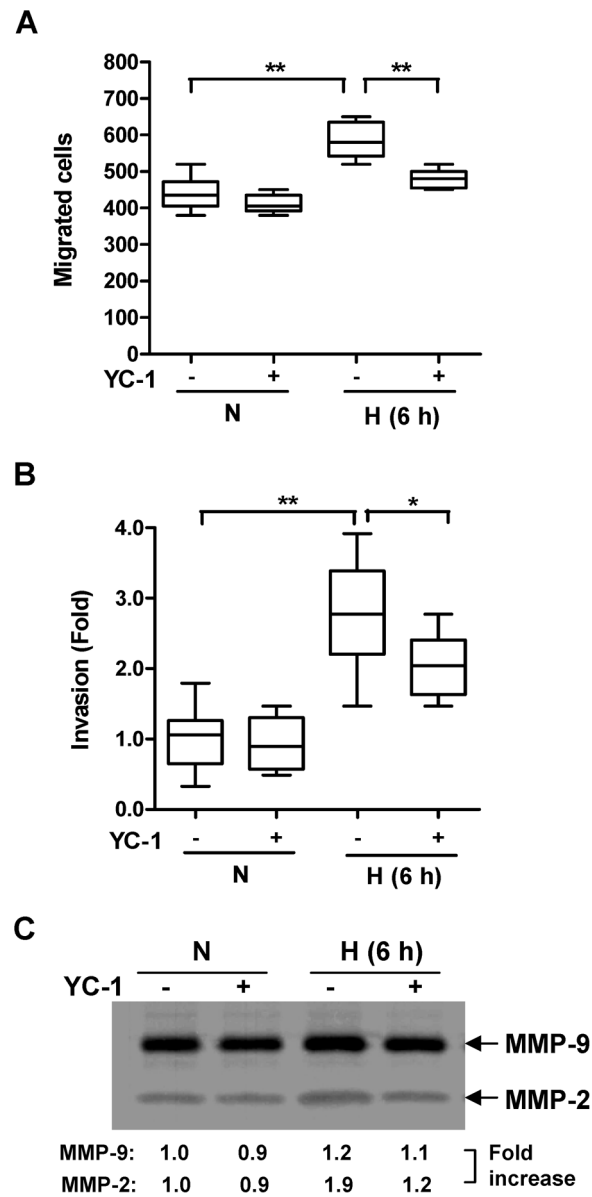 A
** **
800
700
600
500
400
300
200
100
0
Migrated cells
YC-1 - + - +
N H (6 h)
B
** *
4.0
3.0
2.0
1.0
0.0
Invasion (Fold)
YC-1 - + - +
N H (6 h)
C
N H (6 h)
YC-1 - + - +
MMP-9
MMP-2
MMP-9: 1.0 0.9 1.2 1.1 Fold
MMP-2: 1.0 0.9 1.9 1.2 increase